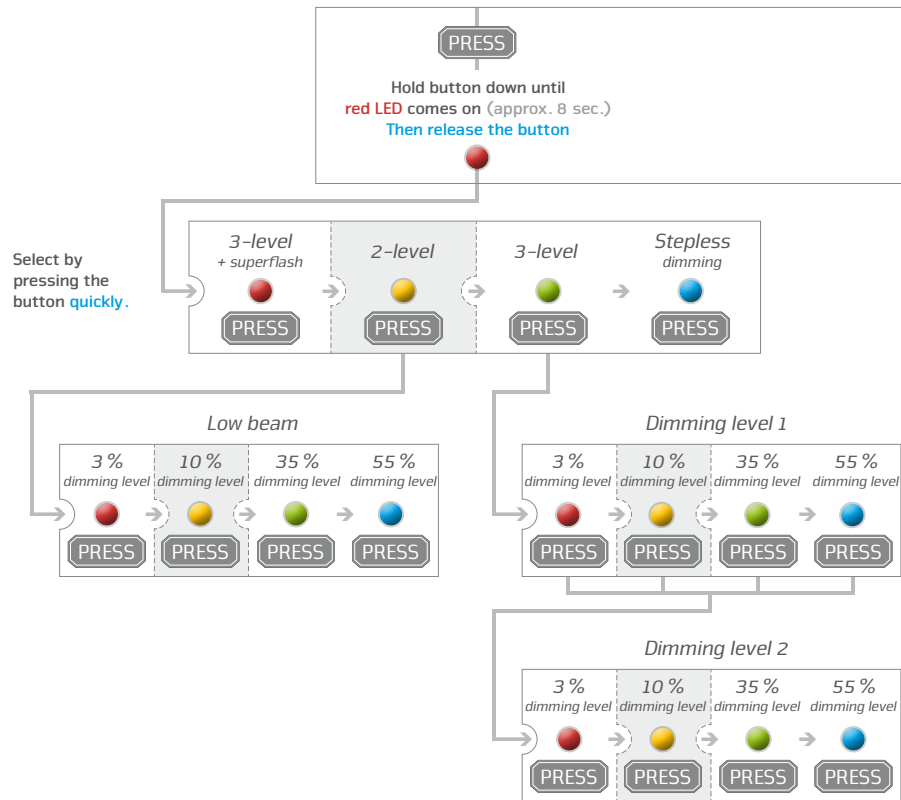 PRESS
Hold button down until
red LED comes on (approx. 8 sec.)
Then release the button
Select by
pressing the
button quickly.
3-level
+ superflash
2-level
3-level
Stepless
dimming
PRESS PRESS PRESS PRESS
Low beam
3 % 10 % 35 % 55 %
dimming level dimming level dimming level dimming level
PRESS PRESS PRESS PRESS
Dimming level 1
3 % 10 % 35 % 55 %
dimming level dimming level dimming level dimming level
PRESS PRESS PRESS PRESS
Dimming level 2
3 % 10 % 35 % 55 %
dimming level dimming level dimming level dimming level
PRESS PRESS PRESS PRESS